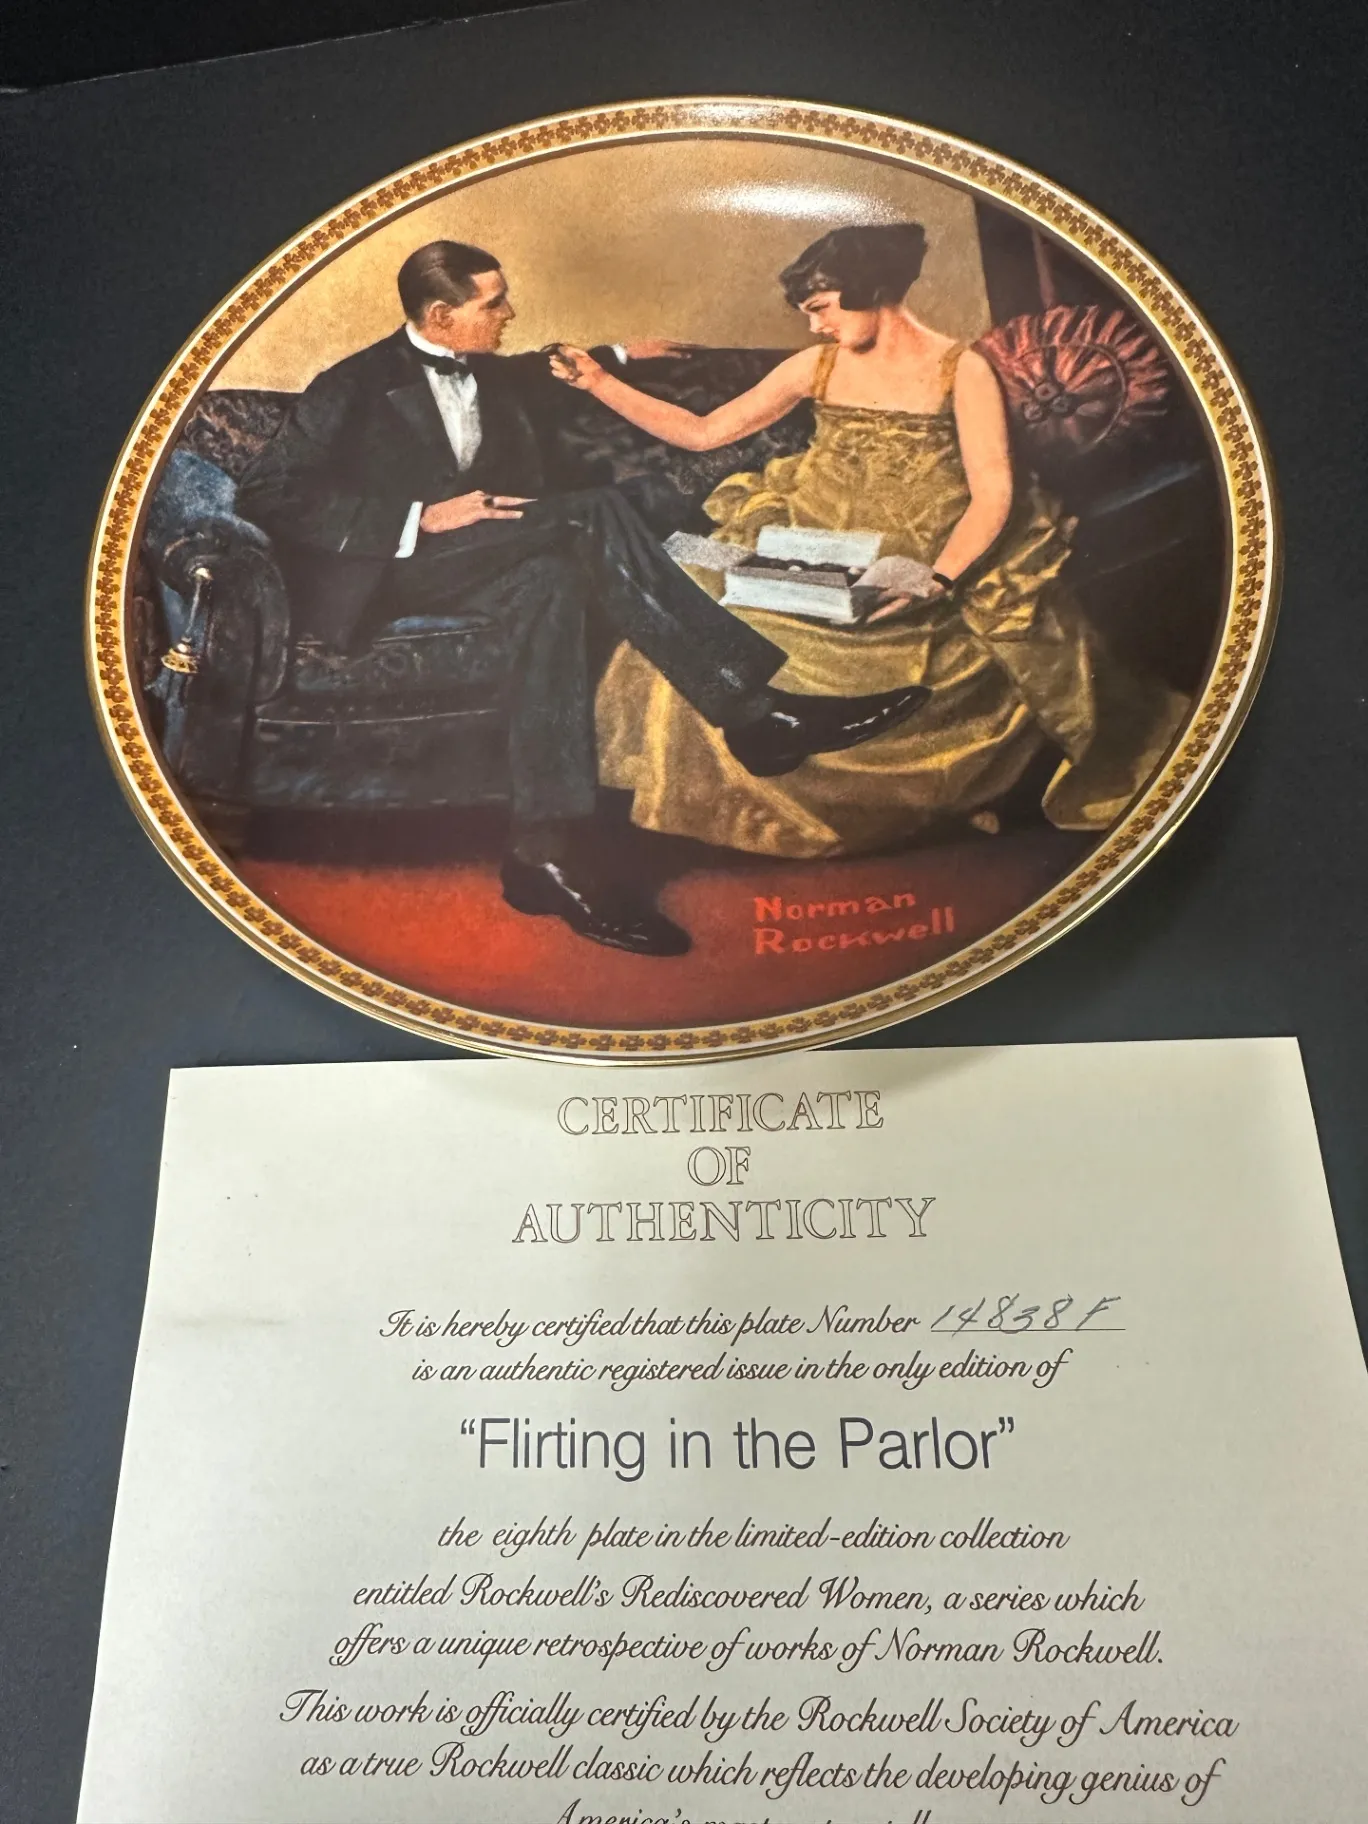 Norman
Rockwell
CERTIFICATE
OF
AUTHENTICITY
It is hereby certified that this plate Number 14838F
is an authentic registered issue in the only edition of
“Flirting in the Parlor”
the eighth plate in the limited-edition collection
entitled Rockwell’s Rediscovered Women, a series which
offers a unique retrospective of works of Norman Rockwell.
This work is officially certified by the Rockwell Society of America
as a true Rockwell classic which reflects the developing genius of
America’s